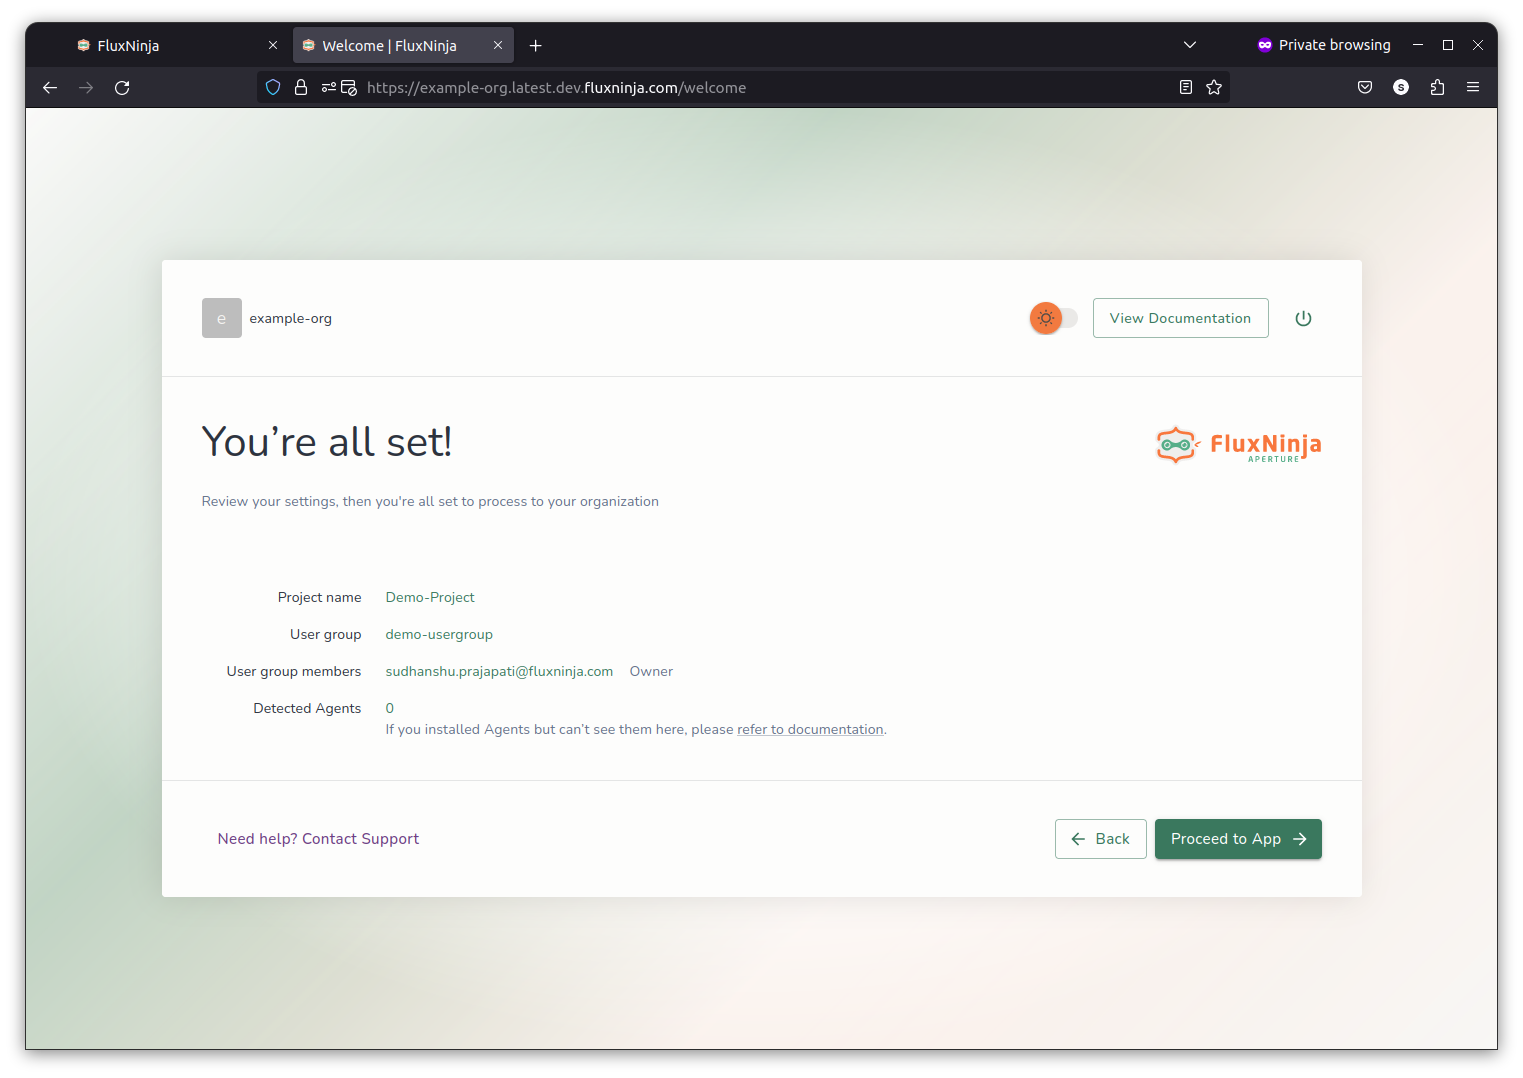 FluxNinja
Welcome | FluxNinja
Private browsing
https://example-org.latest.dev.fluxninja.com/welcome
S
e
example-org
View Documentation
You’re all set!
FluxNinja
APERTURE
Review your settings, then you're all set to process to your organization
Project name Demo-Project
User group demo-usergroup
User group members sudhanshu.prajapati@fluxninja.com Owner
Detected Agents 0
If you installed Agents but can’t see them here, please refer to documentation.
Need help? Contact Support
Back
Proceed to App